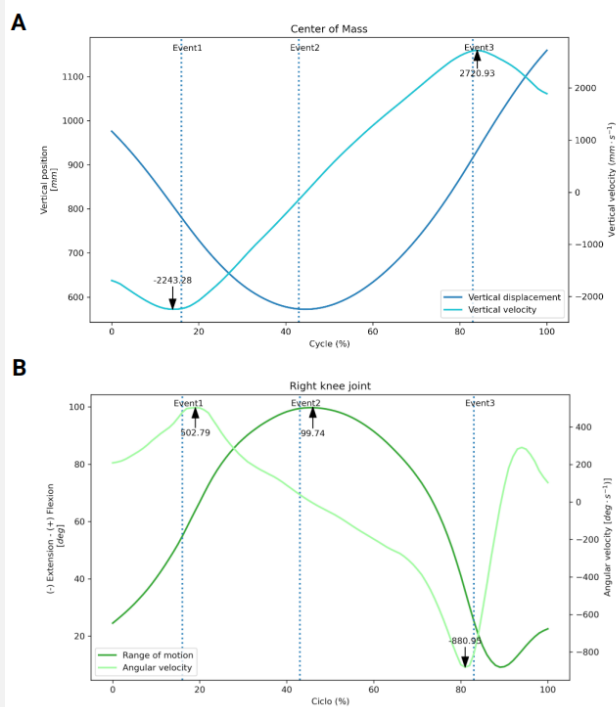 A
Center of Mass
Event1 Event2 Event3
2720.93
-2243.28
1100
1000
900
800
700
600
2000
1000
0
-1000
-2000
Vertical position
[mm]
Vertical velocity (mm · s⁻¹)
Vertical displacement
Vertical velocity
0 20 40 60 80 100
Cycle (%)
B
Right knee joint
Event1 Event2 Event3
502.79
99.74
-880.95
100
80
60
40
20
400
200
0
-200
-400
-600
-800
(-) Extension - (+) Flexion
[deg]
Angular velocity [deg · s⁻¹)]
Range of motion
Angular velocity
0 20 40 60 80 100
Ciclo (%)